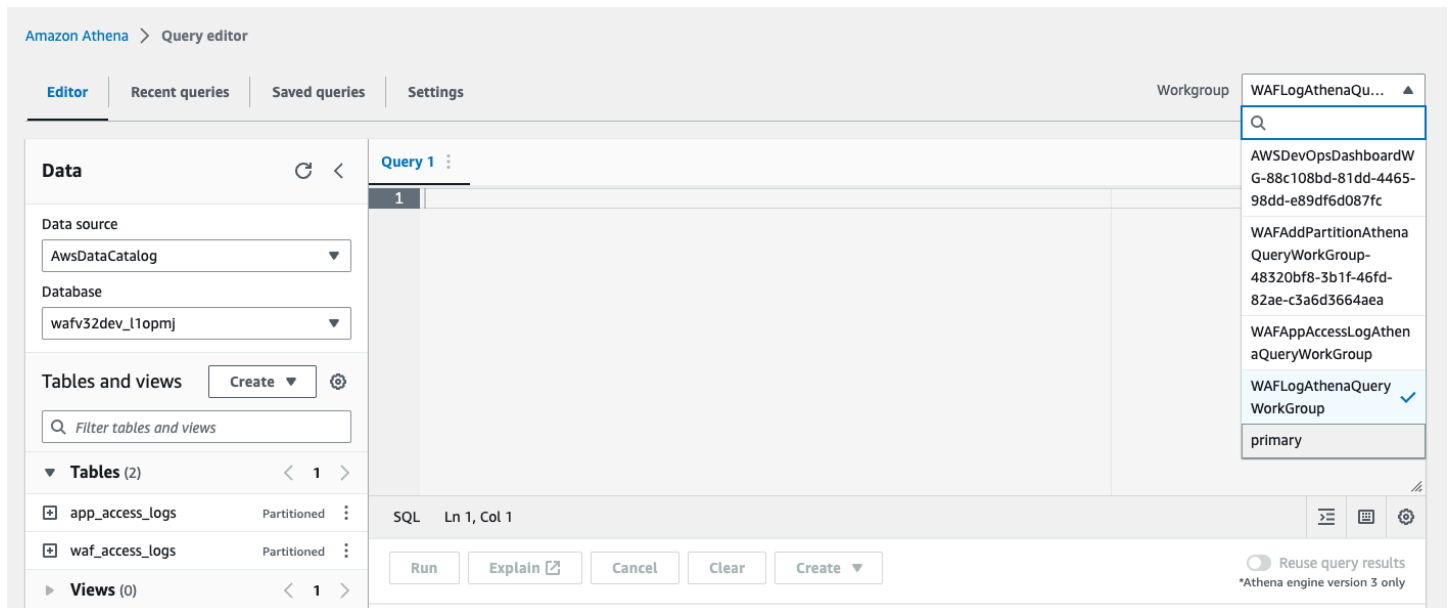 Amazon Athena > Query editor
Editor Recent queries Saved queries Settings Workgroup WAFLogAthenaQu...
AWSDevOpsDashboardW
G-88c108bd-81dd-4465-
98dd-e89df6d087fc
WAFAddPartitionAthena
QueryWorkGroup-
48320bf8-3b1f-46fd-
82ae-c3a6d3664aea
WAFAppAccessLogAthen
aQueryWorkGroup
WAFLogAthenaQuery
WorkGroup
primary
Data
Data source
AwsDataCatalog
Database
wafv32dev_l1opmj
Tables and views Create
Filter tables and views
Tables (2) < 1 >
app_access_logs Partitioned
waf_access_logs Partitioned
Views (0) < 1 >
Query 1
1
SQL Ln 1, Col 1
Run Explain Cancel Clear Create
Reuse query results
*Athena engine version 3 only